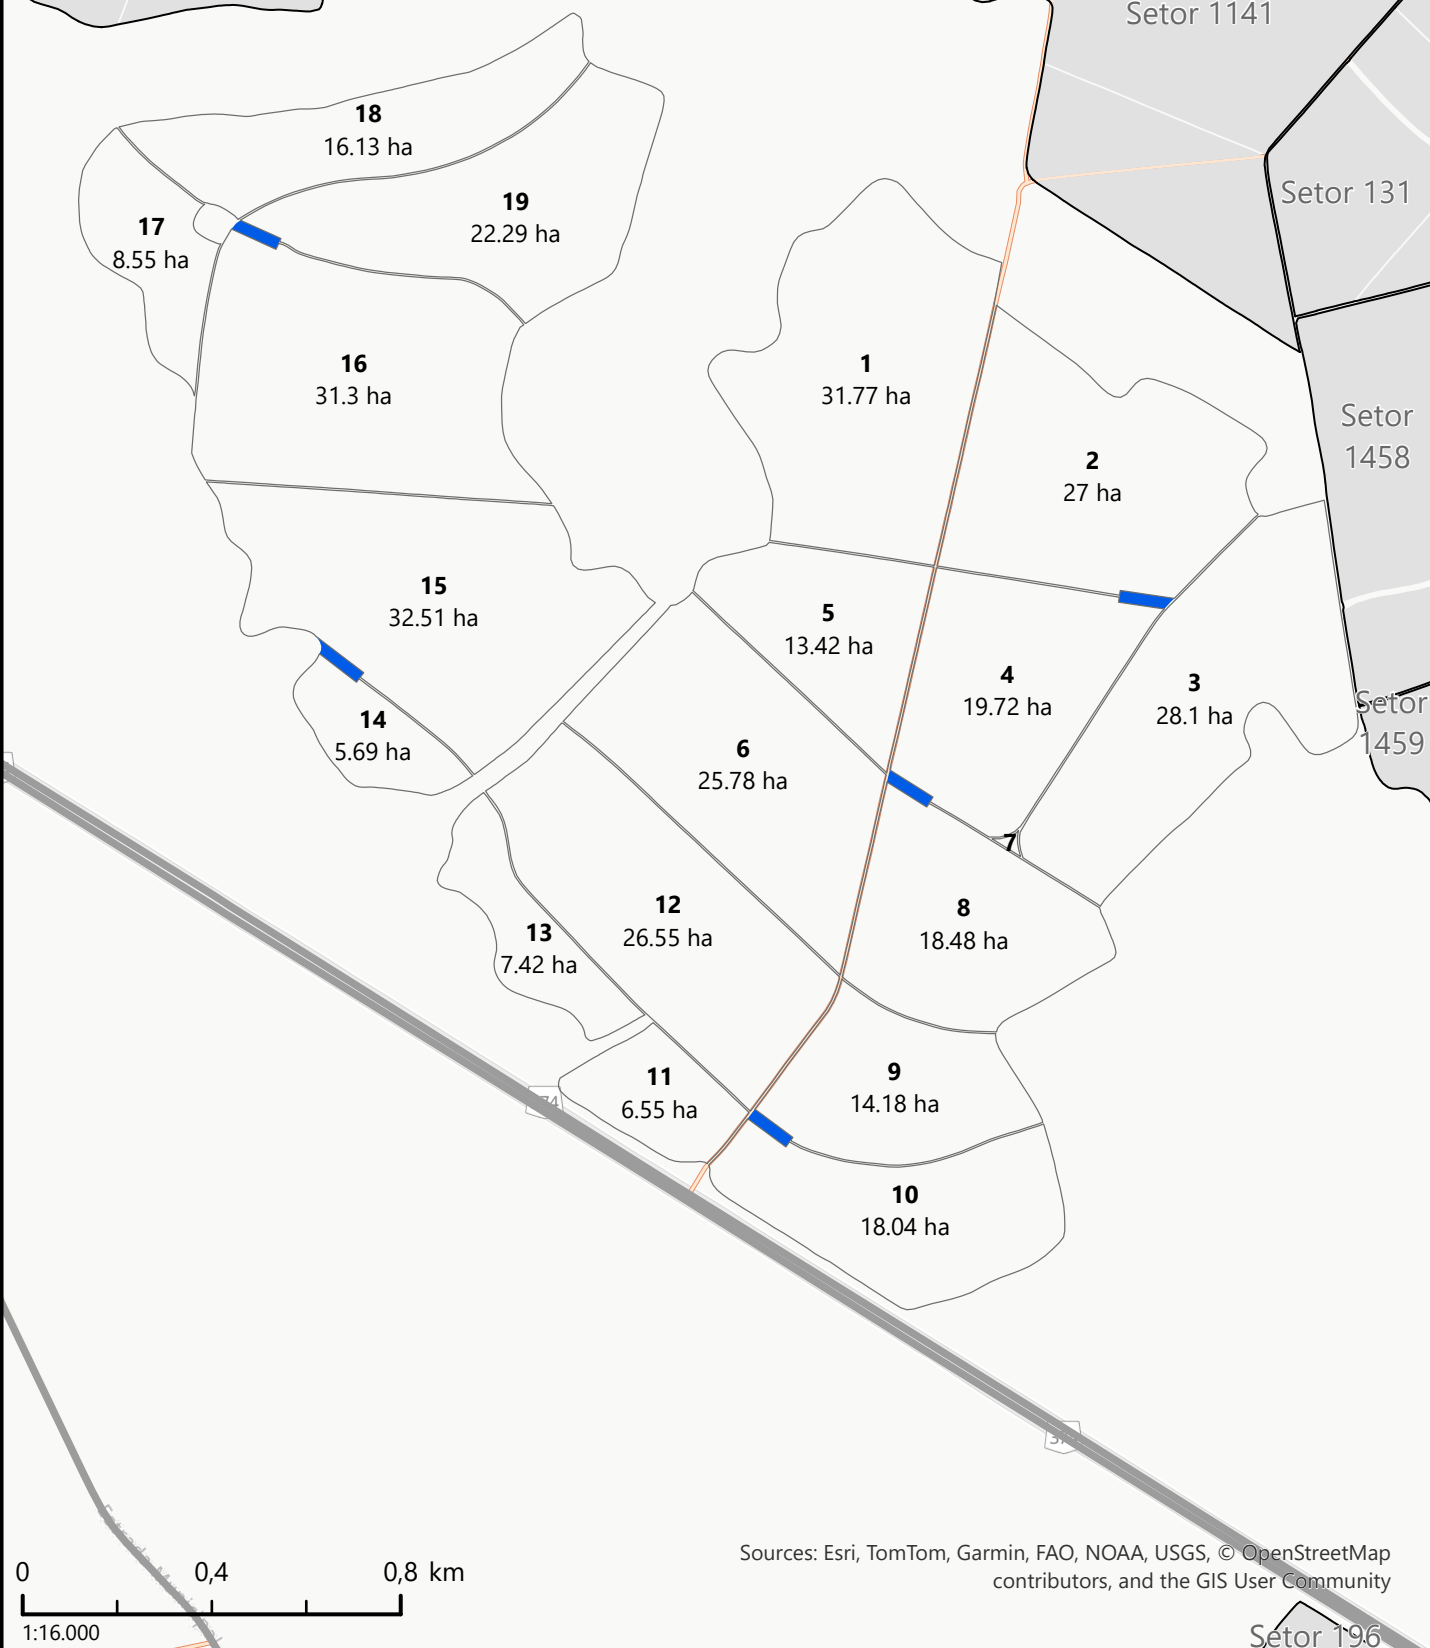 Setor 1141
18
16.13 ha
Setor 131
19
22.29 ha
17
8.55 ha
16
31.3 ha
1
31.77 ha
Setor
1458
2
27 ha
15
32.51 ha
5
13.42 ha
4
19.72 ha
3
28.1 ha
Setor
1459
14
5.69 ha
6
25.78 ha
7
12
26.55 ha
8
18.48 ha
13
7.42 ha
11
6.55 ha
9
14.18 ha
10
18.04 ha
Estrada Municipal
0 0,4 0,8 km
1:16.000
Sources: Esri, TomTom, Garmin, FAO, NOAA, USGS, © OpenStreetMap
contributors, and the GIS User Community
Setor 196